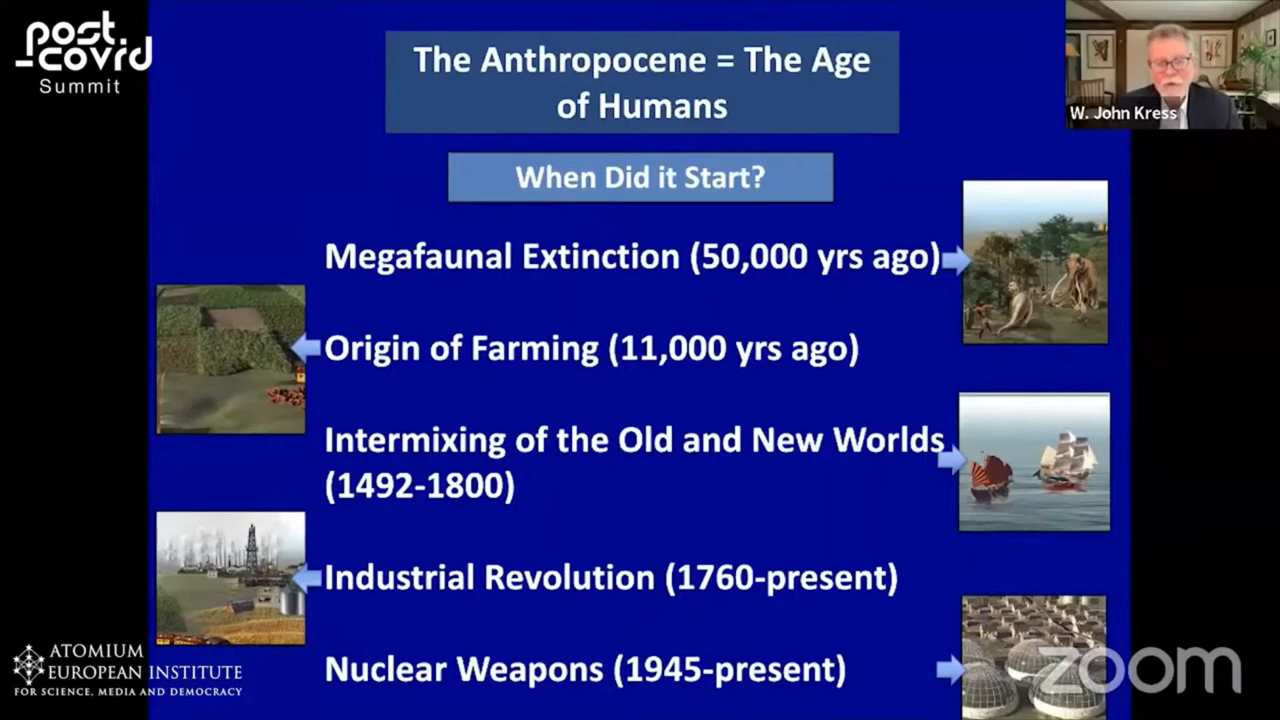 post.
-covid
Summit
The Anthropocene = The Age
of Humans
W. John Kress
When Did it Start?
Megafaunal Extinction (50,000 yrs ago)
Origin of Farming (11,000 yrs ago)
Intermixing of the Old and New Worlds
(1492-1800)
Industrial Revolution (1760-present)
Nuclear Weapons (1945-present)
ATOMIUM
EUROPEAN INSTITUTE
FOR SCIENCE, MEDIA AND DEMOCRACY
zoom